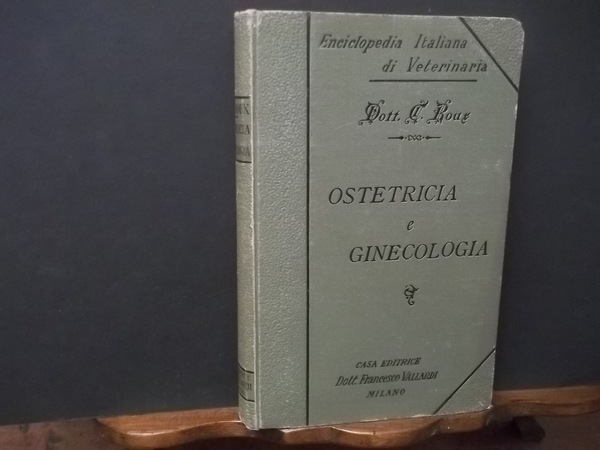 Enciclopedia Italiana
di Veterinaria
Dott. C. Roux
OSTETRICIA
e
GINECOLOGIA
CASA EDITRICE
Dott. Francesco VALLARDI
MILANO